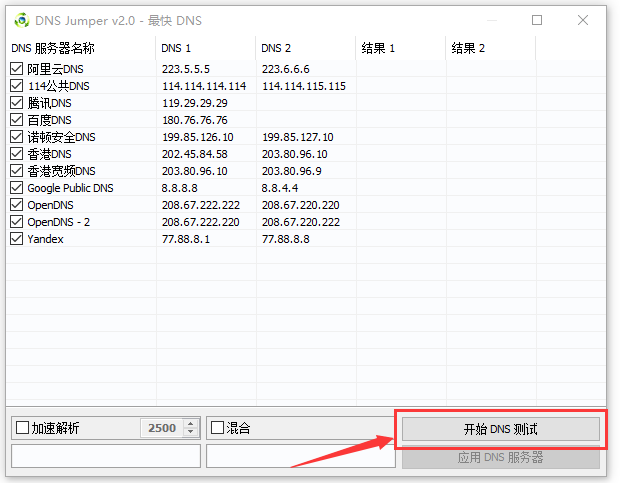 DNS Jumper v2.0 - 最快 DNS
DNS 服务器名称 DNS 1 DNS 2 结果 1 结果 2
阿里云DNS 223.5.5.5 223.6.6.6
114公共DNS 114.114.114.114 114.114.115.115
腾讯DNS 119.29.29.29
百度DNS 180.76.76.76
诺顿安全DNS 199.85.126.10 199.85.127.10
香港DNS 202.45.84.58 203.80.96.10
香港宽频DNS 203.80.96.10 203.80.96.9
Google Public DNS 8.8.8.8 8.8.4.4
OpenDNS 208.67.222.222 208.67.220.220
OpenDNS - 2 208.67.222.220 208.67.220.222
Yandex 77.88.8.1 77.88.8.8
加速解析 2500 混合 开始 DNS 测试
应用 DNS 服务器